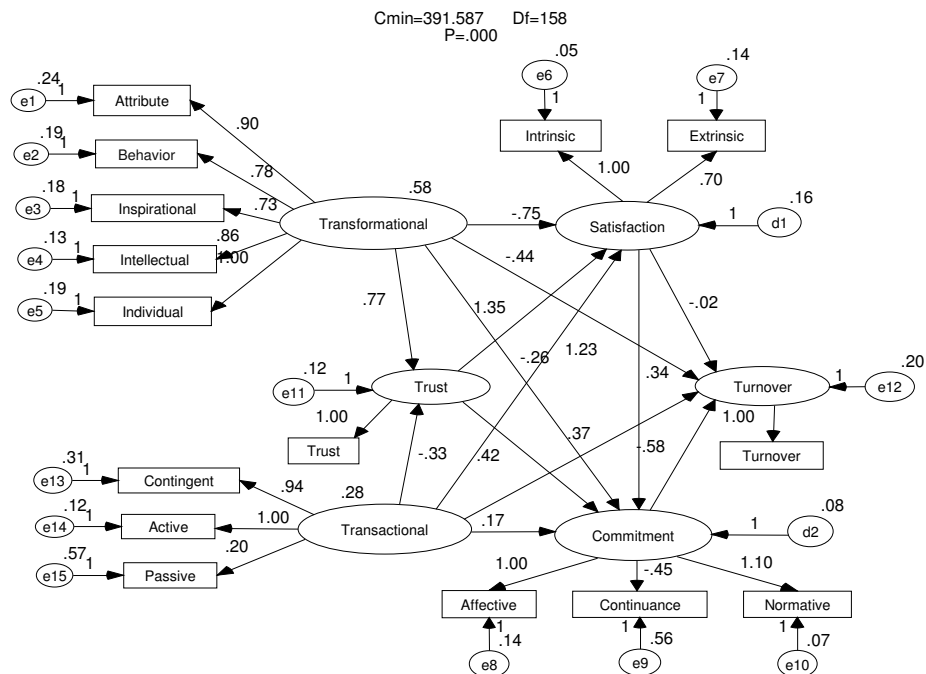 Cmin=391.587 Df=158
P=.000
.05
.14
e6
e7
.24
1
1
1
e1
Attribute
Intrinsic
Extrinsic
.90
.19
1
e2
Behavior
1.00
.70
.78
.18
1
.58
.16
e3
Inspirational
.73
Transformational
-.75
Satisfaction
1
d1
.13
1
.86
e4
Intellectual
1.00
-.44
.19
1
e5
Individual
.77
1.35
-.02
-.26
1.23
.12
.34
.20
e11
1
Trust
Turnover
1
e12
1.00
1.00
Trust
-.33
.42
.37
-.58
Turnover
.31
e13
1
Contingent
.94
.28
.12
e14
1
Active
1.00
Transactional
.17
Commitment
1
d2
.08
.57
e15
1
Passive
.20
1.00
-.45
1.10
Affective
Continuance
Normative
1
1
1
.14
.56
.07
e8
e9
e10